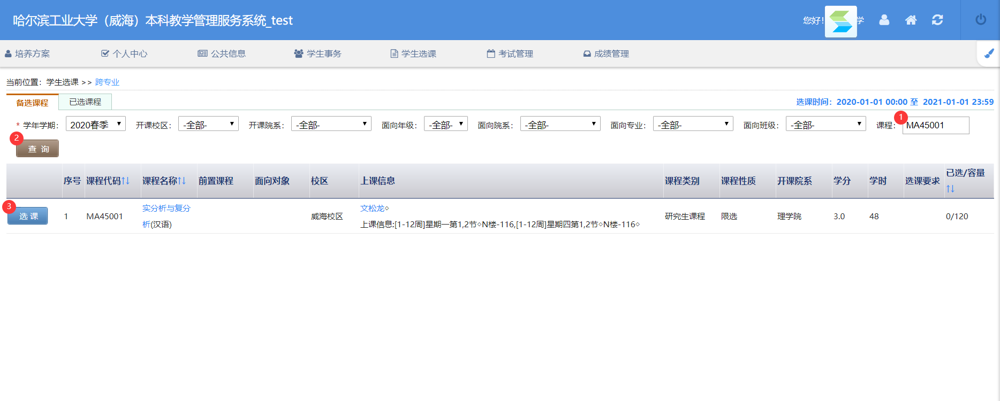 哈尔滨工业大学（威海）本科教学管理服务系统_test
您好! 学
培养方案 个人中心 公共信息 学生事务 学生选课 考试管理 成绩管理
当前位置：学生选课 >> 跨专业
备选课程 已选课程 选课时间：2020-01-01 00:00 至 2021-01-01 23:59
* 学年学期： 2020春季 开课校区： -全部- 开课院系： -全部- 面向年级： -全部- 面向院系： -全部- 面向专业： -全部- 面向班级： -全部- 课程： 1 MA45001
2 查 询
序号 课程代码↑↓ 课程名称↑↓ 前置课程 面向对象 校区 上课信息 课程类别 课程性质 开课院系 学分 学时 选课要求 已选/容量↑↓
3 选 课 1 MA45001 实分析与复分析(汉语) 威海校区 文松龙◇ 研究生课程 限选 理学院 3.0 48 0/120
上课信息:[1-12周]星期一第1,2节◇N楼-116,[1-12周]星期四第1,2节◇N楼-116◇